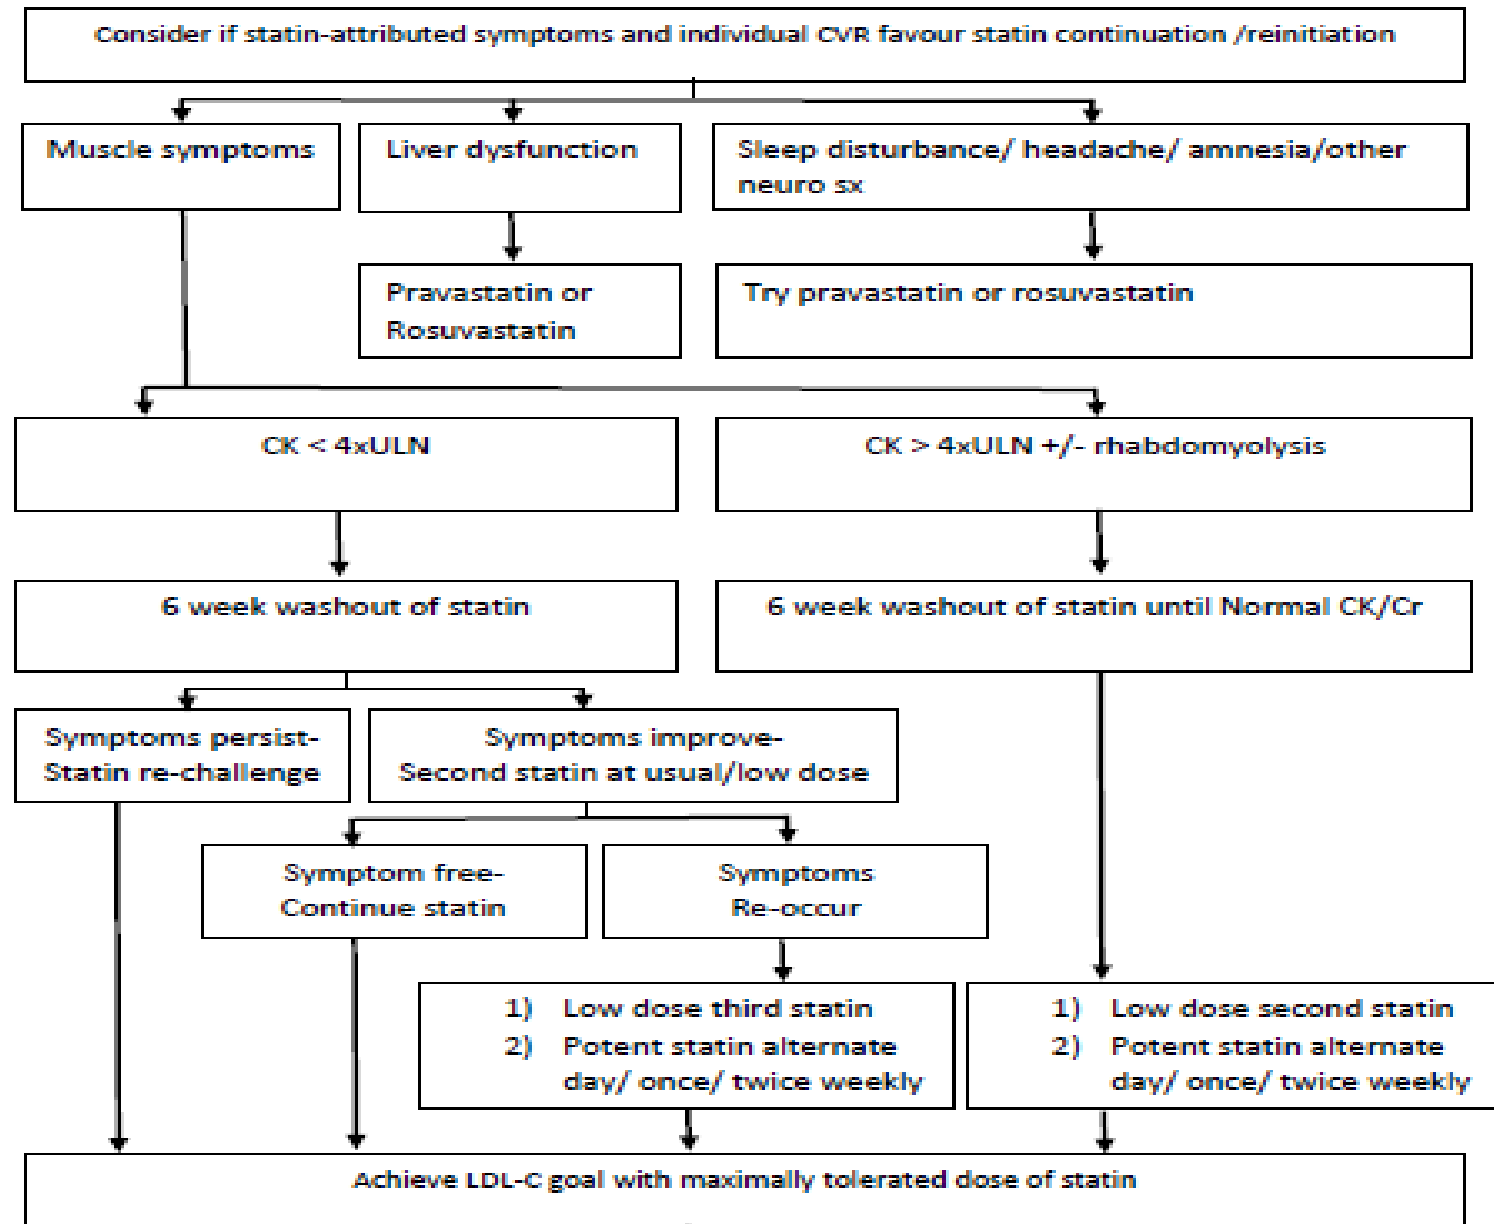 Consider if statin-attributed symptoms and individual CVR favour statin continuation /reinitiation
Muscle symptoms
Liver dysfunction
Sleep disturbance/ headache/ amnesia/other
neuro sx
Pravastatin or
Rosuvastatin
Try pravastatin or rosuvastatin
CK < 4xULN
CK > 4xULN +/- rhabdomyolysis
6 week washout of statin
6 week washout of statin until Normal CK/Cr
Symptoms persist-
Statin re-challenge
Symptoms improve-
Second statin at usual/low dose
Symptom free-
Continue statin
Symptoms
Re-occur
1) Low dose third statin
2) Potent statin alternate
day/ once/ twice weekly
1) Low dose second statin
2) Potent statin alternate
day/ once/ twice weekly
Achieve LDL-C goal with maximally tolerated dose of statin